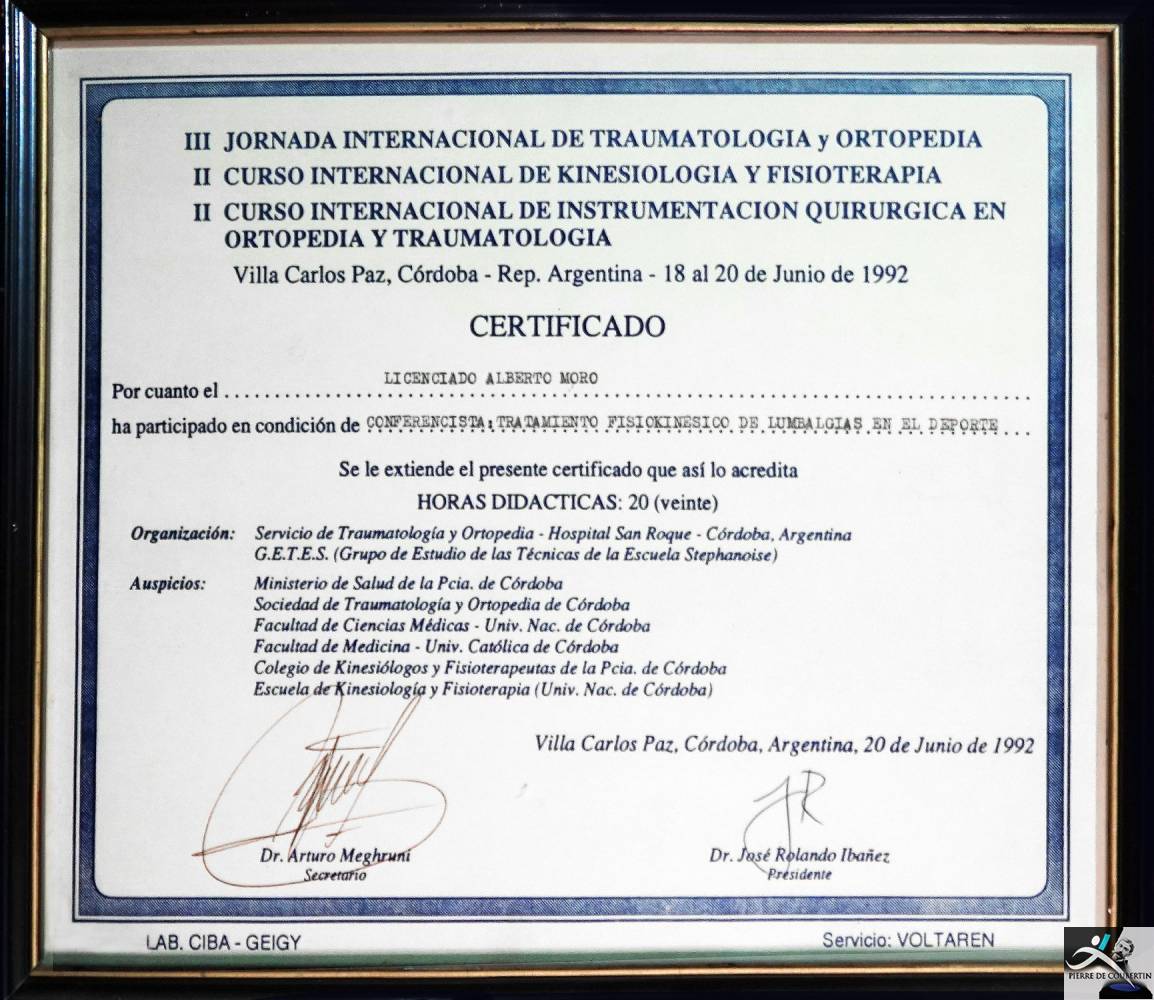 III JORNADA INTERNACIONAL DE TRAUMATOLOGIA y ORTOPEDIA
II CURSO INTERNACIONAL DE KINESIOLOGIA Y FISIOTERAPIA
II CURSO INTERNACIONAL DE INSTRUMENTACION QUIRURGICA EN
ORTOPEDIA Y TRAUMATOLOGIA
Villa Carlos Paz, Córdoba - Rep. Argentina - 18 al 20 de Junio de 1992
CERTIFICADO
Por cuanto el LICENCIADO ALBERTO MORO
ha participado en condición de CONFERENCISTA:TRATAMIENTO FISIOKINESICO DE LUMBALGIAS EN EL DEPORTE
Se le extiende el presente certificado que así lo acredita
HORAS DIDACTICAS: 20 (veinte)
Organización: Servicio de Traumatología y Ortopedia - Hospital San Roque - Córdoba, Argentina
G.E.T.E.S. (Grupo de Estudio de las Técnicas de la Escuela Stephanoise)
Auspicios: Ministerio de Salud de la Pcia. de Córdoba
Sociedad de Traumatología y Ortopedia de Córdoba
Facultad de Ciencias Médicas - Univ. Nac. de Córdoba
Facultad de Medicina - Univ. Católica de Córdoba
Colegio de Kinesiólogos y Fisioterapeutas de la Pcia. de Córdoba
Escuela de Kinesiología y Fisioterapia (Univ. Nac. de Córdoba)
Villa Carlos Paz, Córdoba, Argentina, 20 de Junio de 1992
Dr. Arturo Meghruni
Secretario
Dr. José Rolando Ibañez
Presidente
LAB. CIBA - GEIGY
Servicio: VOLTAREN
PIERRE DE COUBERTIN